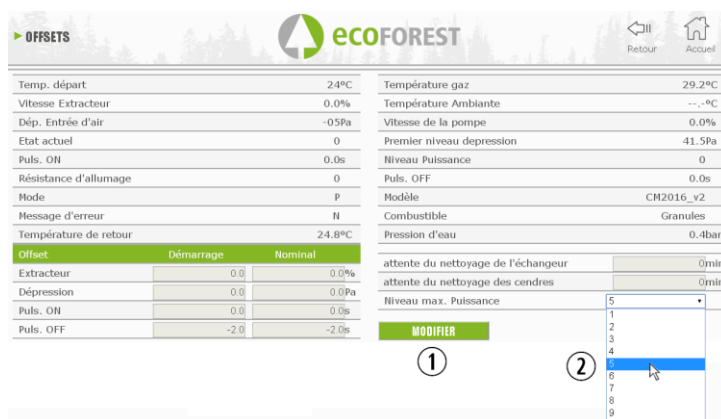 ► OFFSETS
ecoFOREST
Retour
Accueil
Temp. départ 24ºC
Vitesse Extracteur 0.0%
Dép. Entrée d'air -05Pa
Etat actuel 0
Puls. ON 0.0s
Résistance d'allumage 0
Mode P
Message d'erreur N
Température de retour 24.8ºC
Offset Démarrage Nominal
Extracteur 0.0 0.0%
Dépression 0.0 0.0Pa
Puls. ON 0.0 0.0s
Puls. OFF -2.0 -2.0s
Température gaz 29.2ºC
Température Ambiante --.-ºC
Vitesse de la pompe 0.0%
Premier niveau depression 41.5Pa
Niveau Puissance 0
Puls. OFF 0.0s
Modèle CM2016_v2
Combustible Granules
Pression d'eau 0.4bar
attente du nettoyage de l'échangeur 0min
attente du nettoyage des cendres 0min
Niveau max. Puissance 5
1
2
3
4
5
6
7
8
9
MODIFIER
1
2